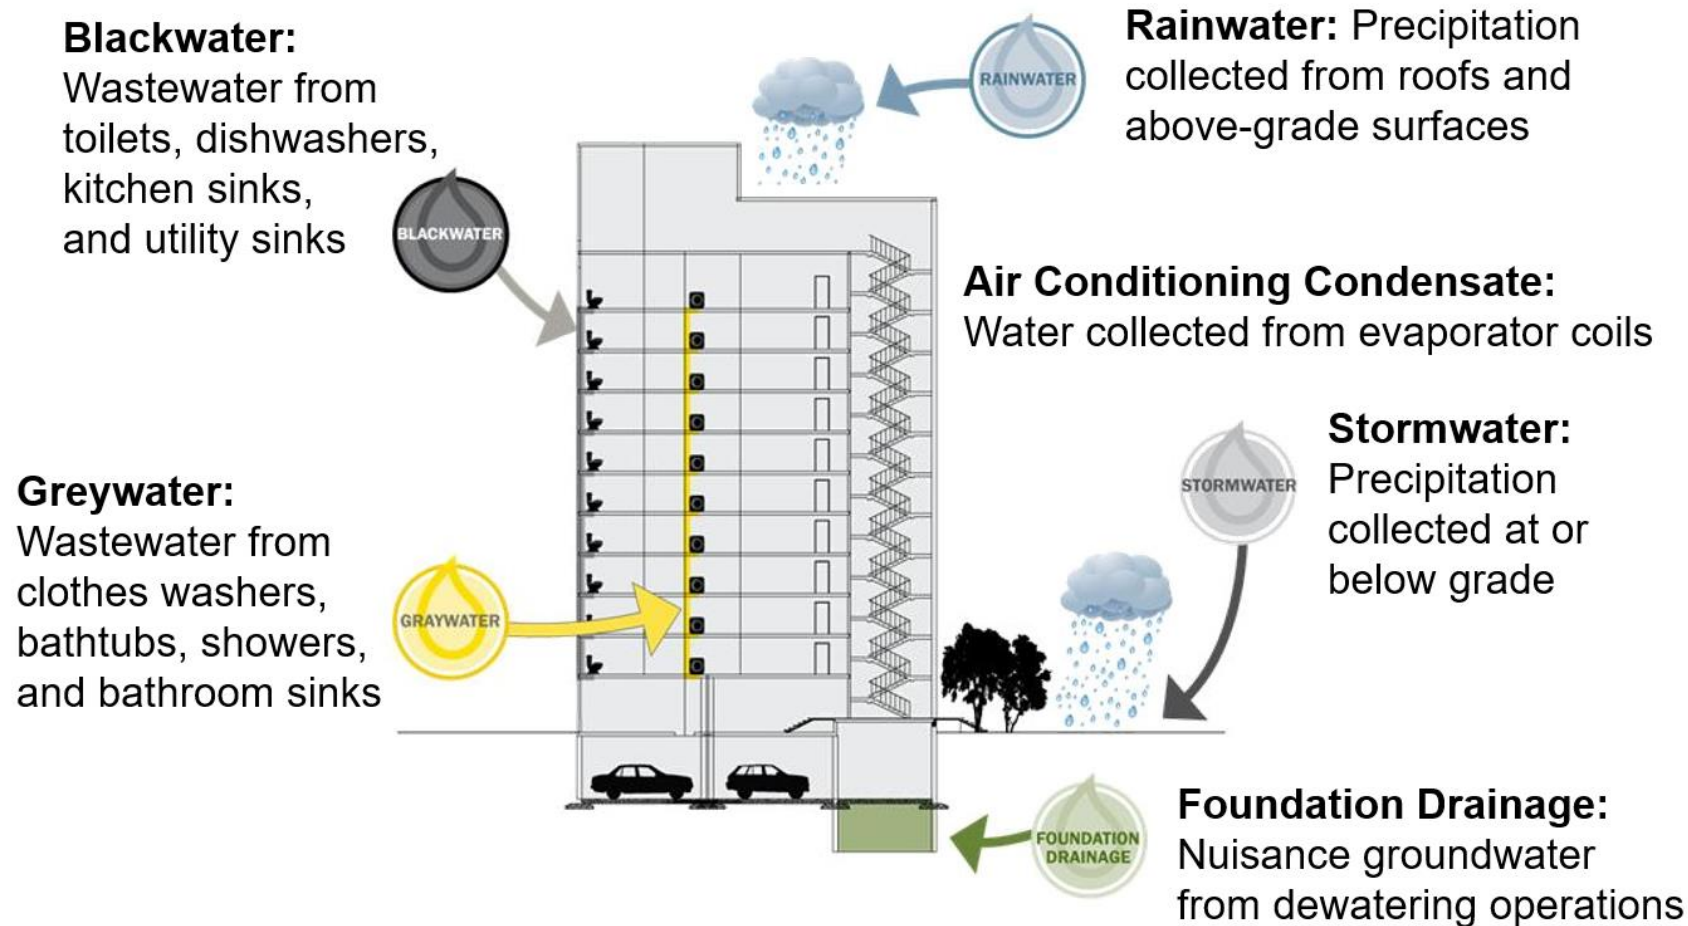 Blackwater:
Wastewater from
toilets, dishwashers,
kitchen sinks,
and utility sinks
BLACKWATER
Rainwater: Precipitation
collected from roofs and
above-grade surfaces
RAINWATER
Air Conditioning Condensate:
Water collected from evaporator coils
Stormwater:
Precipitation
collected at or
below grade
STORMWATER
Greywater:
Wastewater from
clothes washers,
bathtubs, showers,
and bathroom sinks
GRAYWATER
Foundation Drainage:
Nuisance groundwater
from dewatering operations
FOUNDATION
DRAINAGE